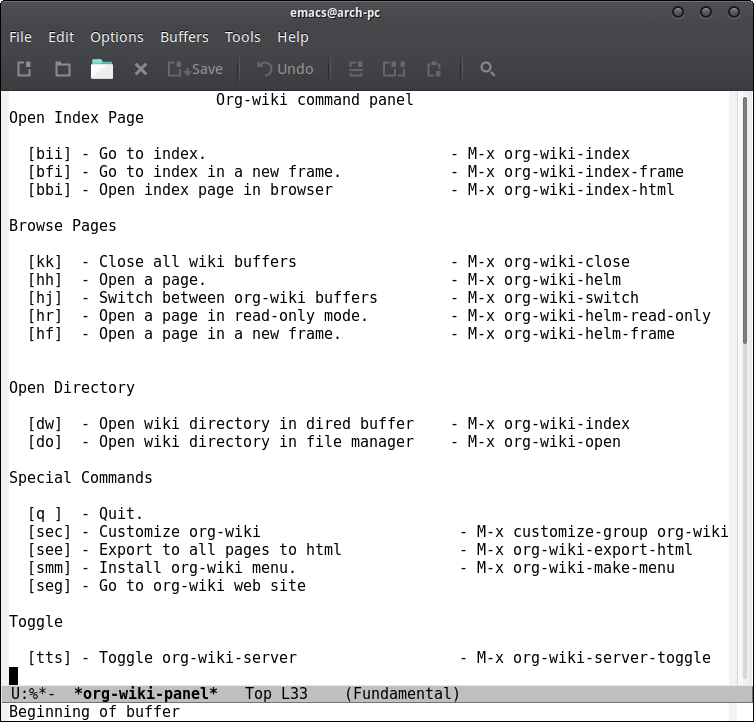 emacs@arch-pc
File Edit Options Buffers Tools Help
Save Undo
Org-wiki command panel
Open Index Page
[bii] - Go to index. - M-x org-wiki-index
[bfi] - Go to index in a new frame. - M-x org-wiki-index-frame
[bbi] - Open index page in browser - M-x org-wiki-index-html
Browse Pages
[kk] - Close all wiki buffers - M-x org-wiki-close
[hh] - Open a page. - M-x org-wiki-helm
[hj] - Switch between org-wiki buffers - M-x org-wiki-switch
[hr] - Open a page in read-only mode. - M-x org-wiki-helm-read-only
[hf] - Open a page in a new frame. - M-x org-wiki-helm-frame
Open Directory
[dw] - Open wiki directory in dired buffer - M-x org-wiki-index
[do] - Open wiki directory in file manager - M-x org-wiki-open
Special Commands
[q ] - Quit.
[sec] - Customize org-wiki - M-x customize-group org-wiki
[see] - Export to all pages to html - M-x org-wiki-export-html
[smm] - Install org-wiki menu. - M-x org-wiki-make-menu
[seg] - Go to org-wiki web site
Toggle
[tts] - Toggle org-wiki-server - M-x org-wiki-server-toggle
U:%*- *org-wiki-panel* Top L33 (Fundamental)
Beginning of buffer